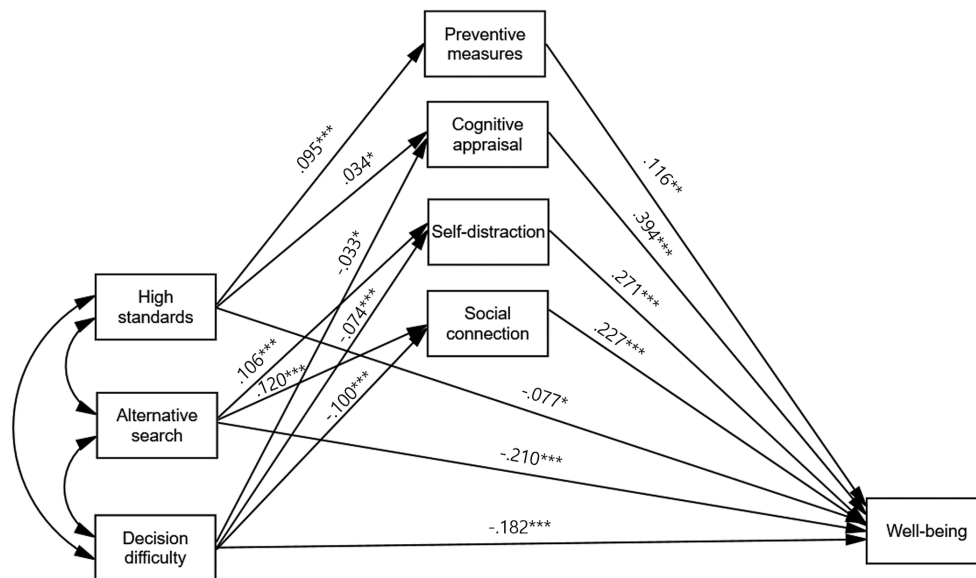 Preventive
measures
Cognitive
appraisal
Self-distraction
Social
connection
High
standards
Alternative
search
Decision
difficulty
Well-being
.095***
.034*
-.033*
.106***
-.074***
.120***
-.100***
.116**
.394***
.271***
.227***
-.077*
-.210***
-.182***